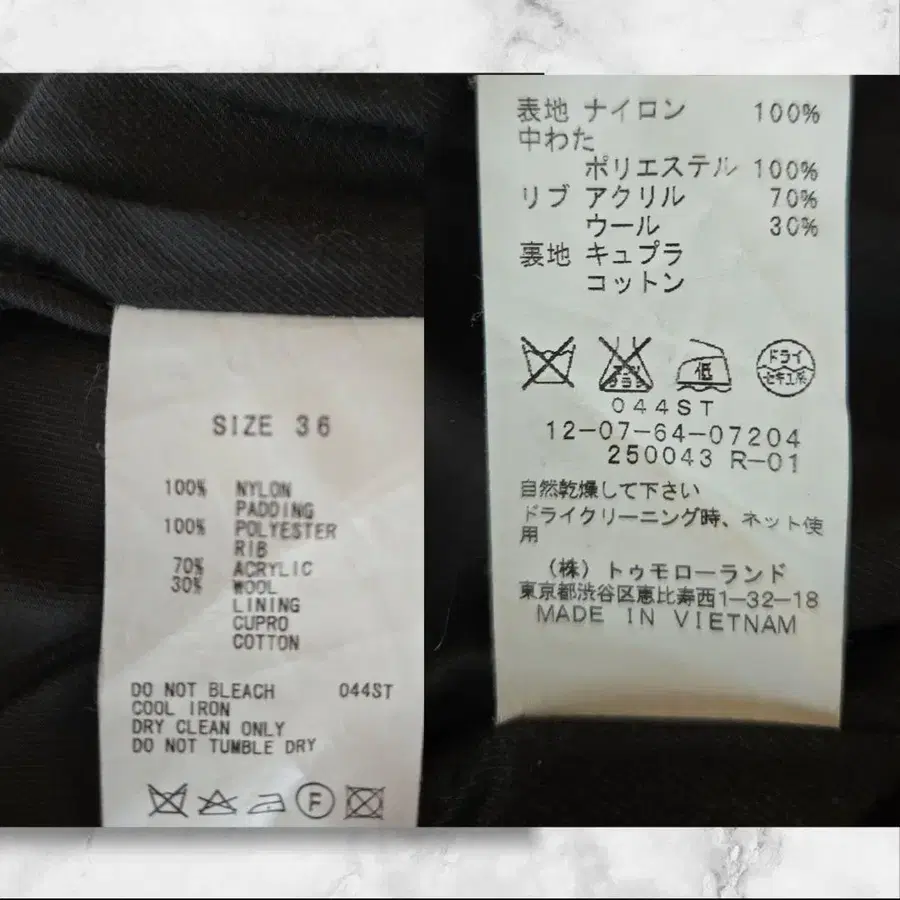 SIZE 36
100% NYLON
PADDING
100% POLYESTER
RIB
70% ACRYLIC
30% WOOL
LINING
CUPRO
COTTON
DO NOT BLEACH 044ST
COOL IRON
DRY CLEAN ONLY
DO NOT TUMBLE DRY
F
表地 ナイロン 100%
中わた
ポリエステル 100%
リブ アクリル 70%
ウール 30%
裏地 キュプラ
コットン
低 ドライ
セキユ系
044ST
12-07-64-07204
250043 R-01
自然乾燥して下さい
ドライクリーニング時、ネット使
用
(株) トゥモローランド
東京都渋谷区恵比寿西1-32-18
MADE IN VIETNAM